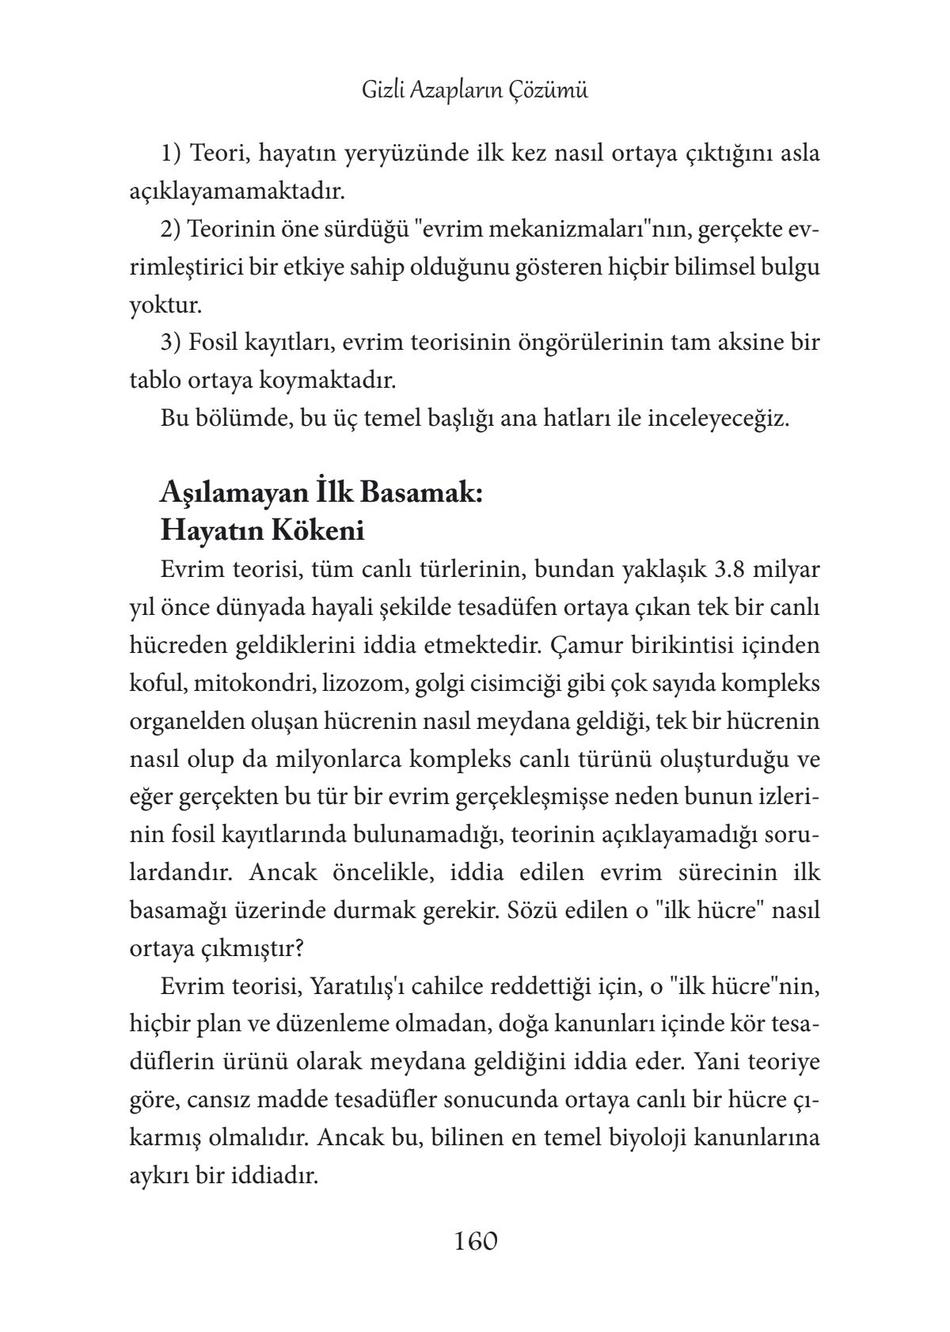 Gizli Azapların Çözümü
1) Teori, hayatın yeryüzünde ilk kez nasıl ortaya çıktığını asla
açıklayamamaktadır.
2) Teorinin öne sürdüğü "evrim mekanizmaları"nın, gerçekte ev-
rimleştirici bir etkiye sahip olduğunu gösteren hiçbir bilimsel bulgu
yoktur.
3) Fosil kayıtları, evrim teorisinin öngörülerinin tam aksine bir
tablo ortaya koymaktadır.
Bu bölümde, bu üç temel başlığı ana hatları ile inceleyeceğiz.
Aşılamayan İlk Basamak:
Hayatın Kökeni
Evrim teorisi, tüm canlı türlerinin, bundan yaklaşık 3.8 milyar
yıl önce dünyada hayali şekilde tesadüfen ortaya çıkan tek bir canlı
hücreden geldiklerini iddia etmektedir. Çamur birikintisi içinden
koful, mitokondri, lizozom, golgi cisimciği gibi çok sayıda kompleks
organelden oluşan hücrenin nasıl meydana geldiği, tek bir hücrenin
nasıl olup da milyonlarca kompleks canlı türünü oluşturduğu ve
eğer gerçekten bu tür bir evrim gerçekleşmişse neden bunun izleri-
nin fosil kayıtlarında bulunamadığı, teorinin açıklayamadığı soru-
lardandır. Ancak öncelikle, iddia edilen evrim sürecinin ilk
basamağı üzerinde durmak gerekir. Sözü edilen o "ilk hücre" nasıl
ortaya çıkmıştır?
Evrim teorisi, Yaratılış'ı cahilce reddettiği için, o "ilk hücre"nin,
hiçbir plan ve düzenleme olmadan, doğa kanunları içinde kör tesa-
düflerin ürünü olarak meydana geldiğini iddia eder. Yani teoriye
göre, cansız madde tesadüfler sonucunda ortaya canlı bir hücre çı-
karmış olmalıdır. Ancak bu, bilinen en temel biyoloji kanunlarına
aykırı bir iddiadır.
160